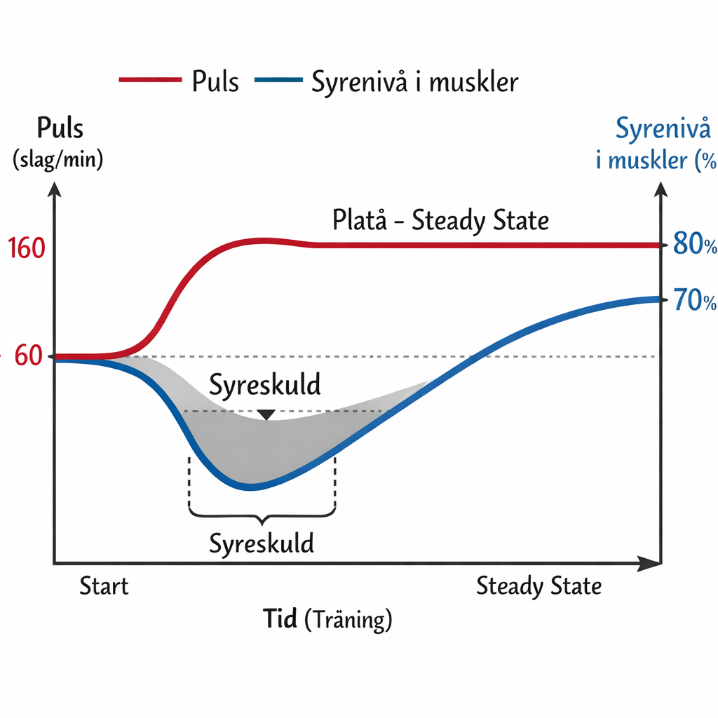 Puls Syrenivå i muskler
Puls
(slag/min)
Syrenivå
i muskler (%
Platå – Steady State
160
80%
70%
60
Syreskuld
Syreskuld
Start
Steady State
Tid (Träning)